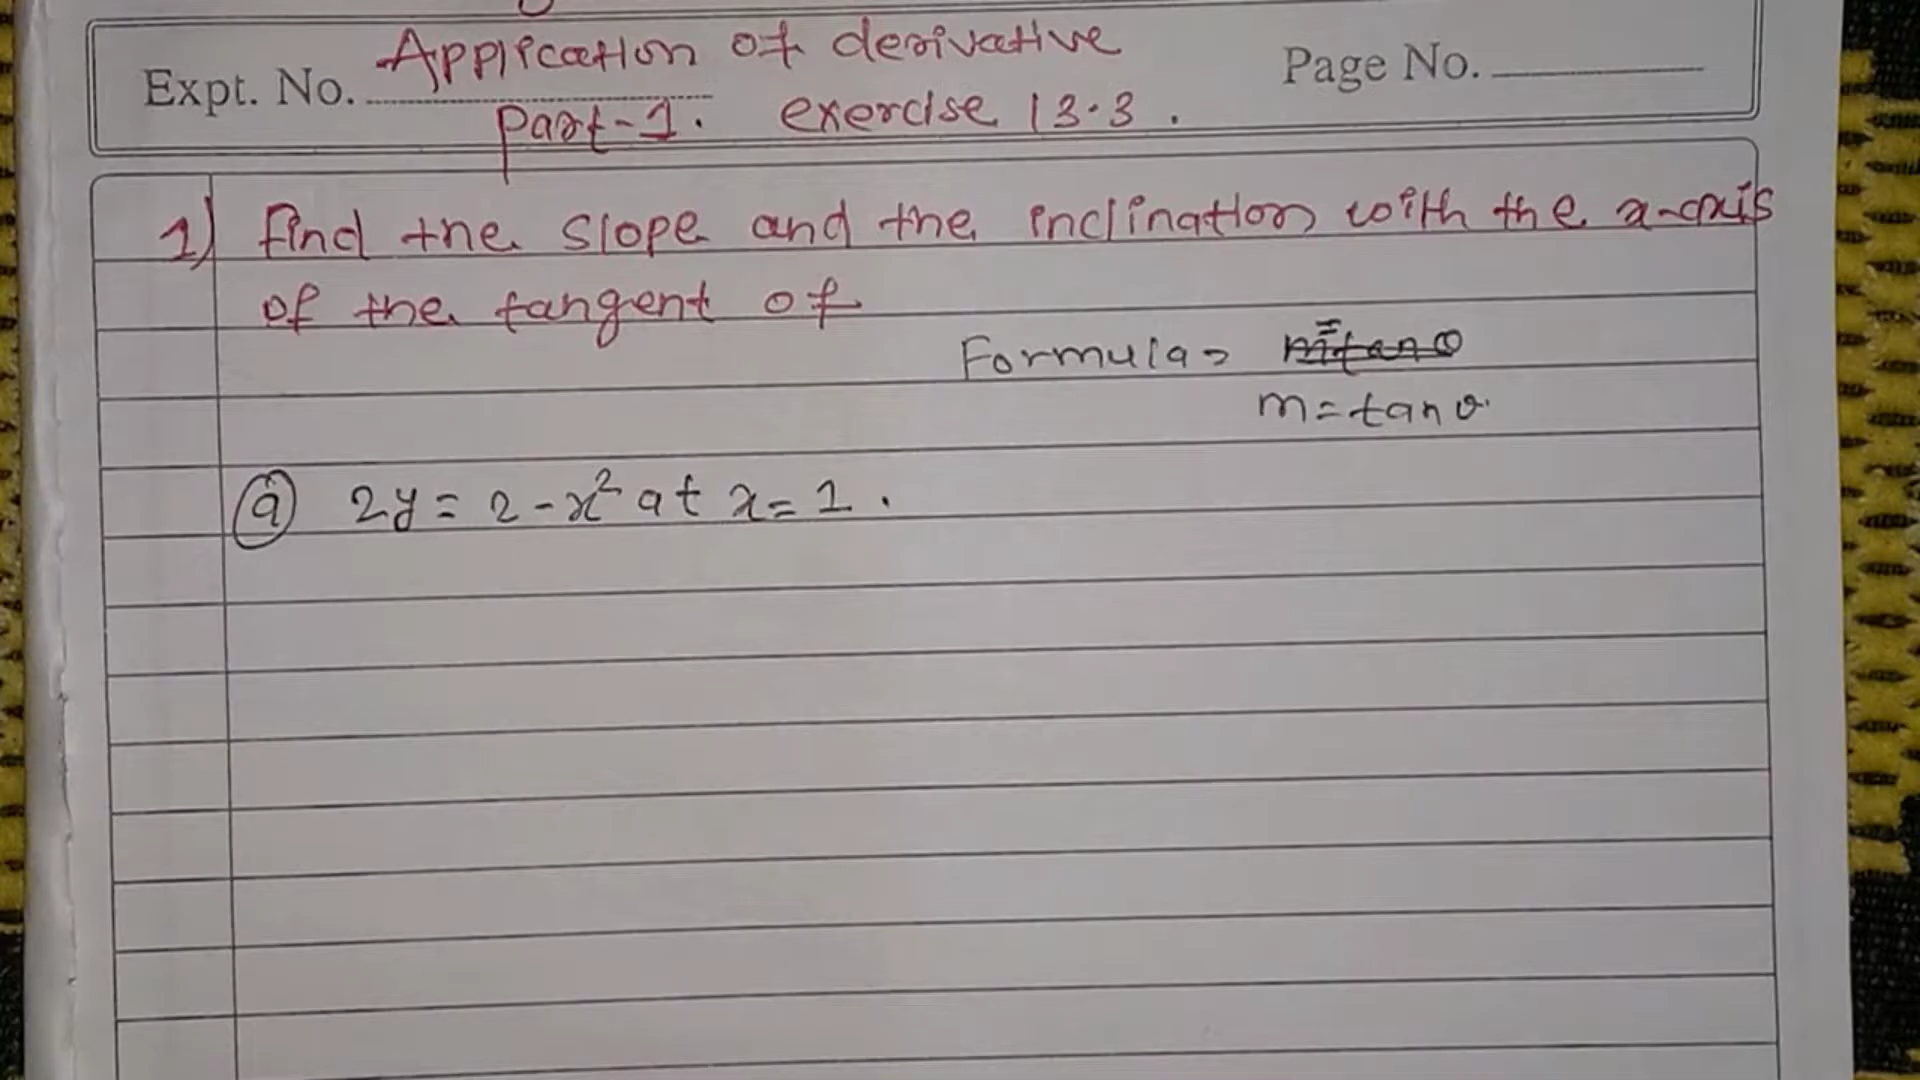 Application of derivative
Expt. No. Page No.
Part-1. exercise 13.3.
1) find the slope and the inclination with the x-axis
of the tangent of
Formula = m=tanθ
m=tanθ.
ⓐ 2y = 2-x² at x=1.